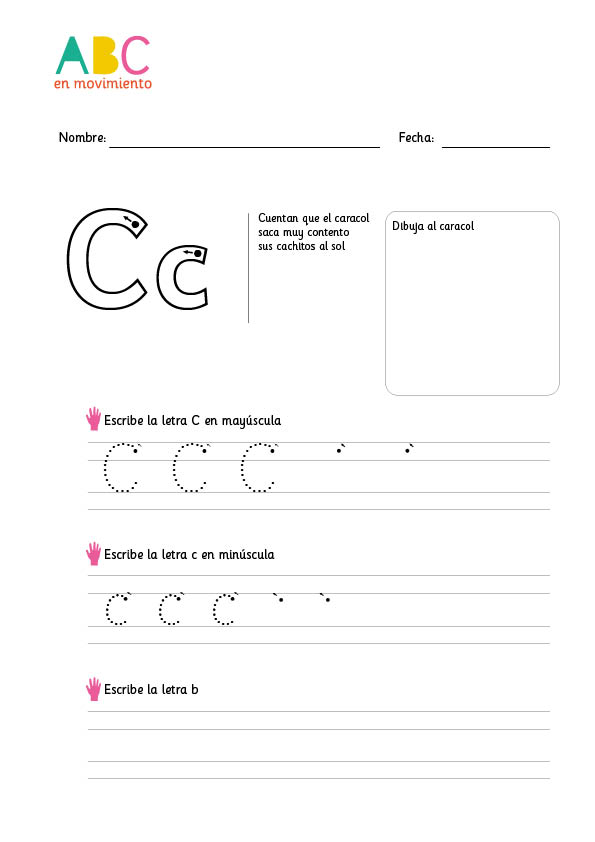 ABC
en movimiento
Nombre: Fecha:
C c
Cuentan que el caracol
saca muy contento
sus cachitos al sol
Dibuja al caracol
Escribe la letra C en mayúscula
C C C
Escribe la letra c en minúscula
c c c
Escribe la letra b